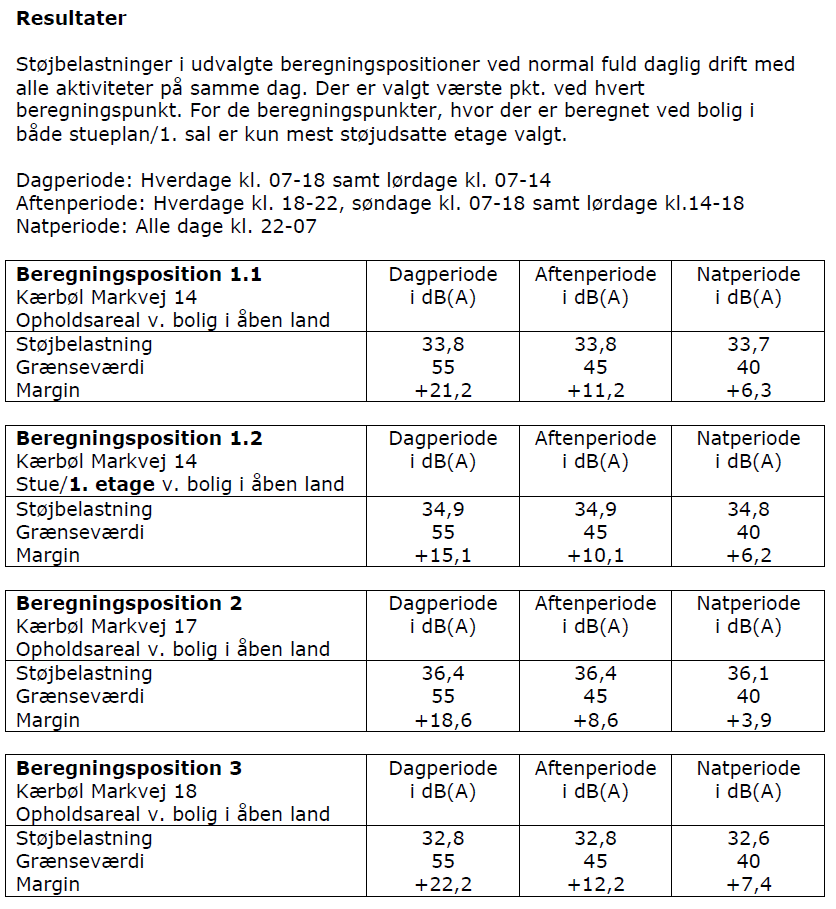 Resultater
Støjbelastninger i udvalgte beregningspositioner ved normal fuld daglig drift med
alle aktiviteter på samme dag. Der er valgt værste pkt. ved hvert
beregningspunkt. For de beregningspunkter, hvor der er beregnet ved bolig i
både stueplan/1. sal er kun mest støjudsatte etage valgt.
Dagperiode: Hverdage kl. 07-18 samt lørdage kl. 07-14
Aftenperiode: Hverdage kl. 18-22, søndage kl. 07-18 samt lørdage kl.14-18
Natperiode: Alle dage kl. 22-07
Beregningsposition 1.1 Dagperiode Aftenperiode Natperiode
Kærbøl Markvej 14 i dB(A) i dB(A) i dB(A)
Opholdsareal v. bolig i åben land
Støjbelastning 33,8 33,8 33,7
Grænseværdi 55 45 40
Margin +21,2 +11,2 +6,3
Beregningsposition 1.2 Dagperiode Aftenperiode Natperiode
Kærbøl Markvej 14 i dB(A) i dB(A) i dB(A)
Stue/1. etage v. bolig i åben land
Støjbelastning 34,9 34,9 34,8
Grænseværdi 55 45 40
Margin +15,1 +10,1 +6,2
Beregningsposition 2 Dagperiode Aftenperiode Natperiode
Kærbøl Markvej 17 i dB(A) i dB(A) i dB(A)
Opholdsareal v. bolig i åben land
Støjbelastning 36,4 36,4 36,1
Grænseværdi 55 45 40
Margin +18,6 +8,6 +3,9
Beregningsposition 3 Dagperiode Aftenperiode Natperiode
Kærbøl Markvej 18 i dB(A) i dB(A) i dB(A)
Opholdsareal v. bolig i åben land
Støjbelastning 32,8 32,8 32,6
Grænseværdi 55 45 40
Margin +22,2 +12,2 +7,4